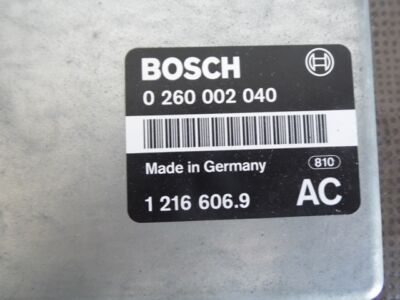 BOSCH
0 260 002 040
Made in Germany 810
1 216 606.9 AC